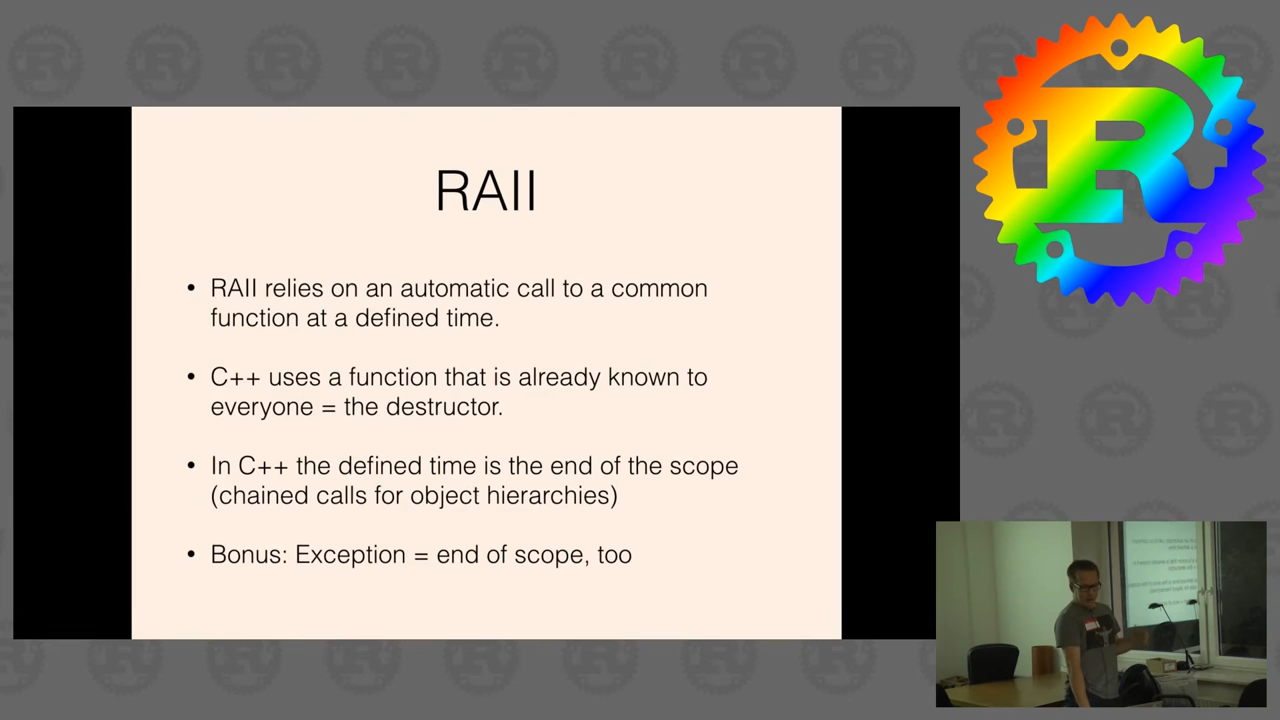 RAII
• RAII relies on an automatic call to a common
function at a defined time.
• C++ uses a function that is already known to
everyone = the destructor.
• In C++ the defined time is the end of the scope
(chained calls for object hierarchies)
• Bonus: Exception = end of scope, too
R